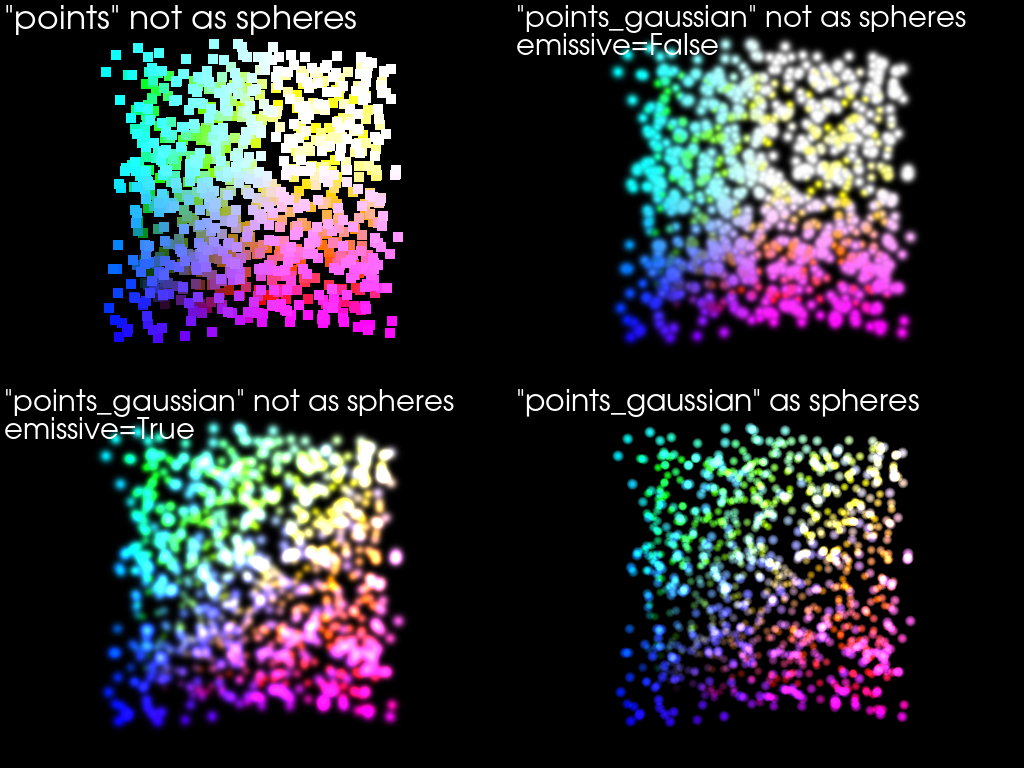 "points" not as spheres
"points_gaussian" not as spheres
emissive=False
"points_gaussian" not as spheres
emissive=True
"points_gaussian" as spheres